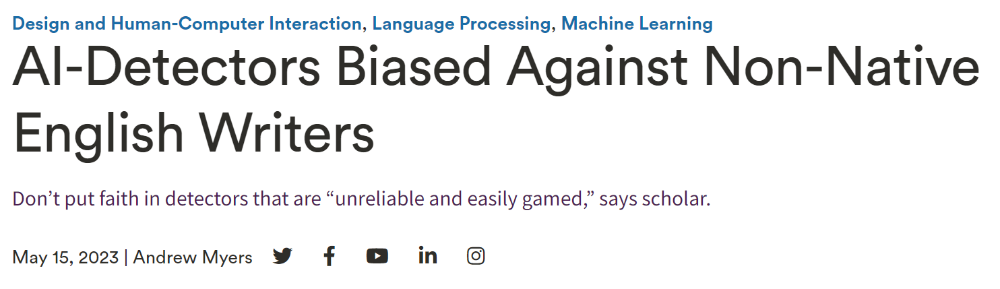 Design and Human-Computer Interaction, Language Processing, Machine Learning
AI-Detectors Biased Against Non-Native
English Writers
Don’t put faith in detectors that are “unreliable and easily gamed,” says scholar.
May 15, 2023 | Andrew Myers